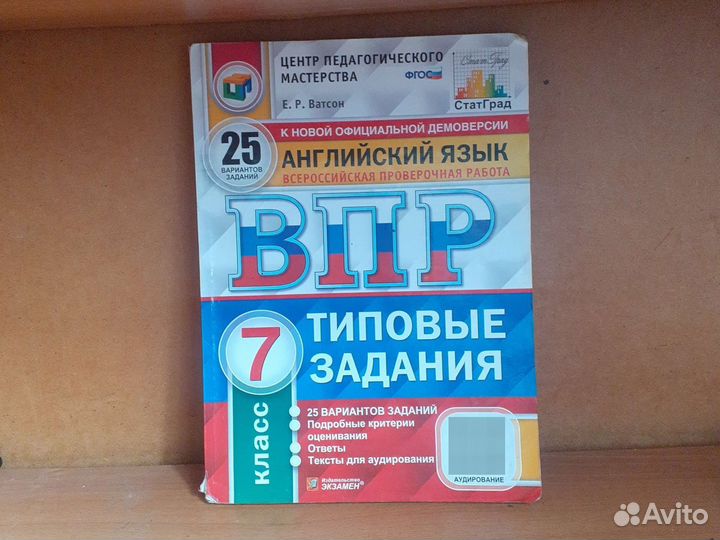 ЦЕНТР ПЕДАГОГИЧЕСКОГО
МАСТЕРСТВА
ФГОС
СтатГрад
СтатГрад
Е. Р. Ватсон
25
ВАРИАНТОВ
ЗАДАНИЙ
К НОВОЙ ОФИЦИАЛЬНОЙ ДЕМОВЕРСИИ
АНГЛИЙСКИЙ ЯЗЫК
ВСЕРОССИЙСКАЯ ПРОВЕРОЧНАЯ РАБОТА
ВПР
7
класс
ТИПОВЫЕ
ЗАДАНИЯ
25 ВАРИАНТОВ ЗАДАНИЙ
Подробные критерии
оценивания
Ответы
Тексты для аудирования
АУДИРОВАНИЕ
Издательство
ЭКЗАМЕН®
Avito